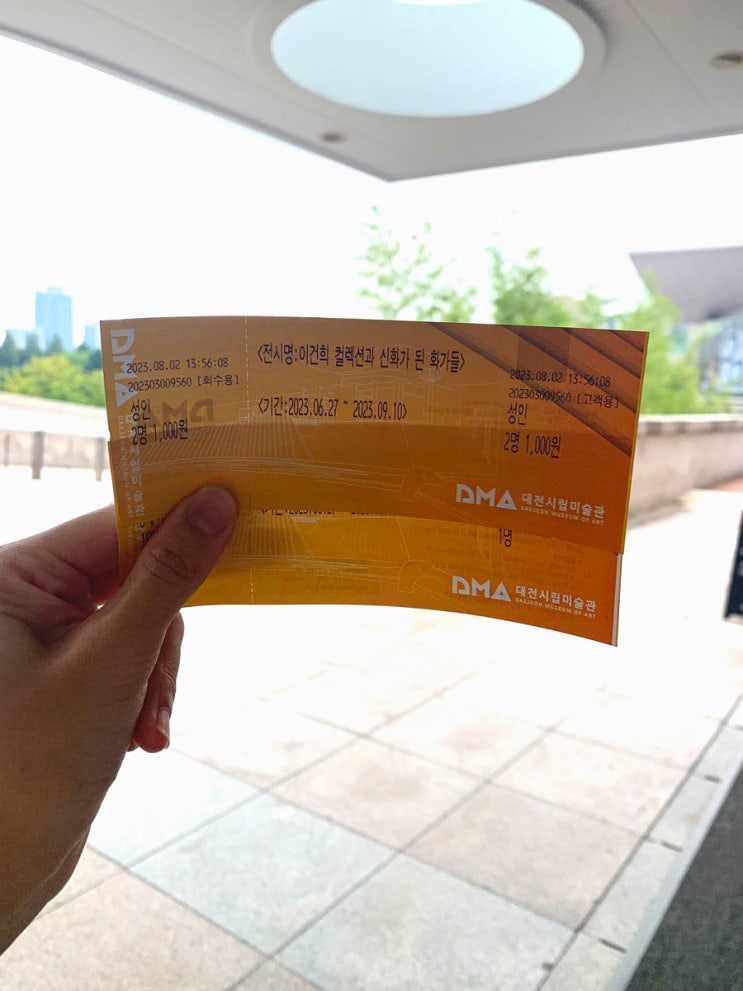 DMA
2023.08.02 13:56:08
202303009560 [회수용]
성인
2명 1,000원
<전시명:이건희 컬렉션과 신화가 된 화가들>
<기간:2023.06.27 ~ 2023.09.10>
2023.08.02 13:56:08
202303009560 [고객용]
성인
2명 1,000원
DMA 대전시립미술관
DAEJEON MUSEUM OF ART
1명
DMA 대전시립미술관
DAEJEON MUSEUM OF ART